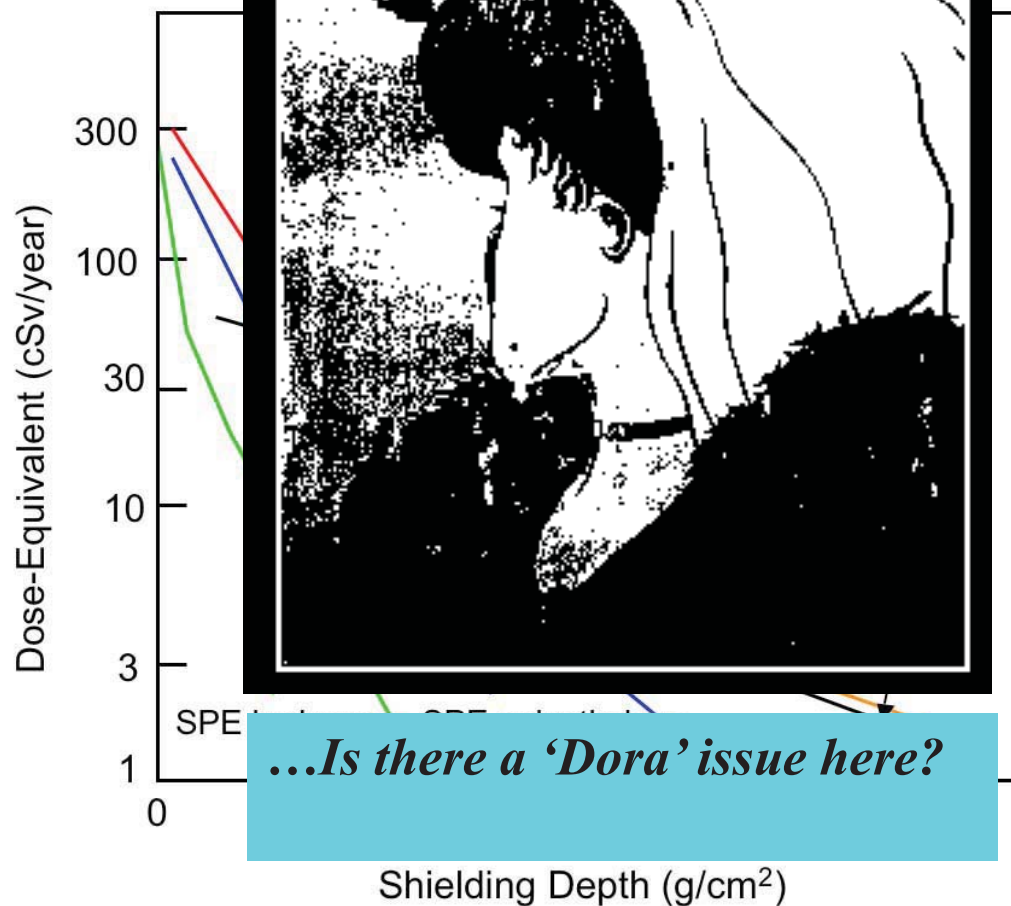 300
100
30
10
3
1
0
Dose-Equivalent (cSv/year)
SPE
…Is there a ‘Dora’ issue here?
Shielding Depth (g/cm²)